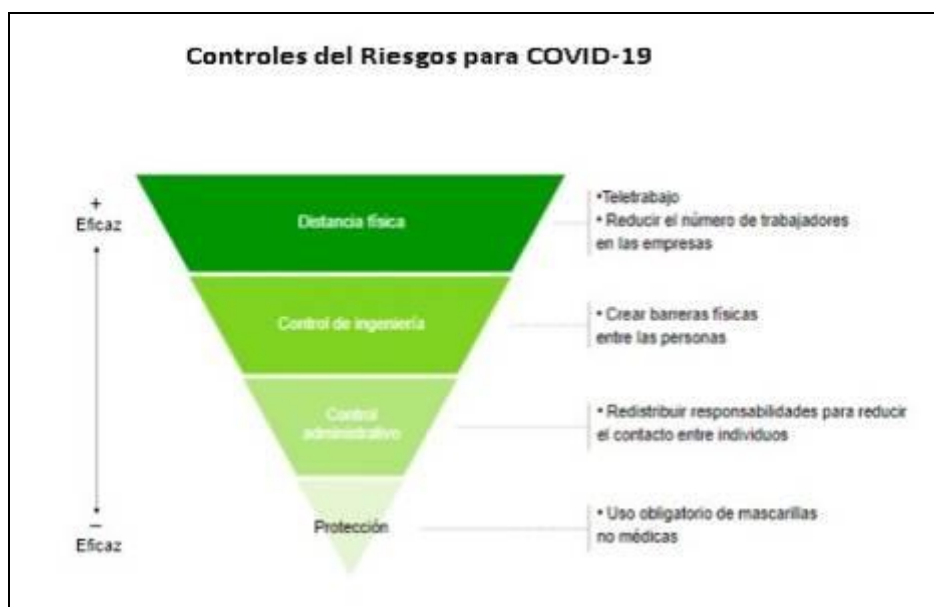 Controles del Riesgos para COVID-19
+
Eficaz
Distancia física
•Teletrabajo
• Reducir el número de trabajadores
en las empresas
Control de ingeniería
• Crear barreras físicas
entre las personas
Control
administrativo
• Redistribuir responsabilidades para reducir
el contacto entre individuos
Protección
• Uso obligatorio de mascarillas
no médicas
–
Eficaz